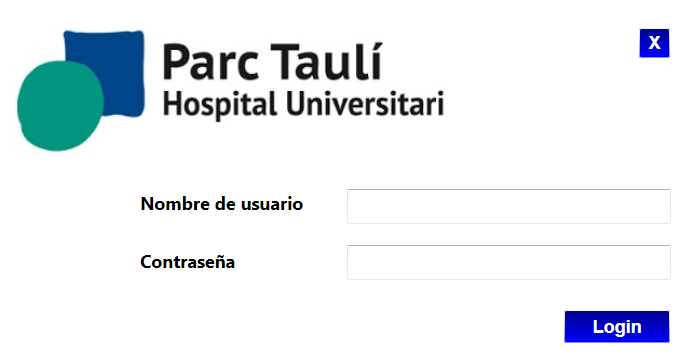 Parc Taulí
Hospital Universitari
X
Nombre de usuario
Contraseña
Login